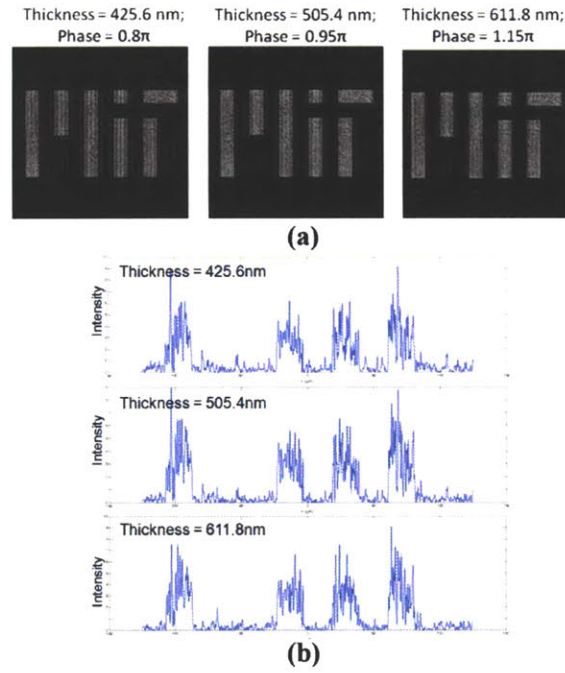 Thickness = 425.6 nm;
Phase = 0.8π
Thickness = 505.4 nm;
Phase = 0.95π
Thickness = 611.8 nm;
Phase = 1.15π
(a)
Thickness = 425.6nm
Intensity
Thickness = 505.4nm
Intensity
Thickness = 611.8nm
Intensity
(b)